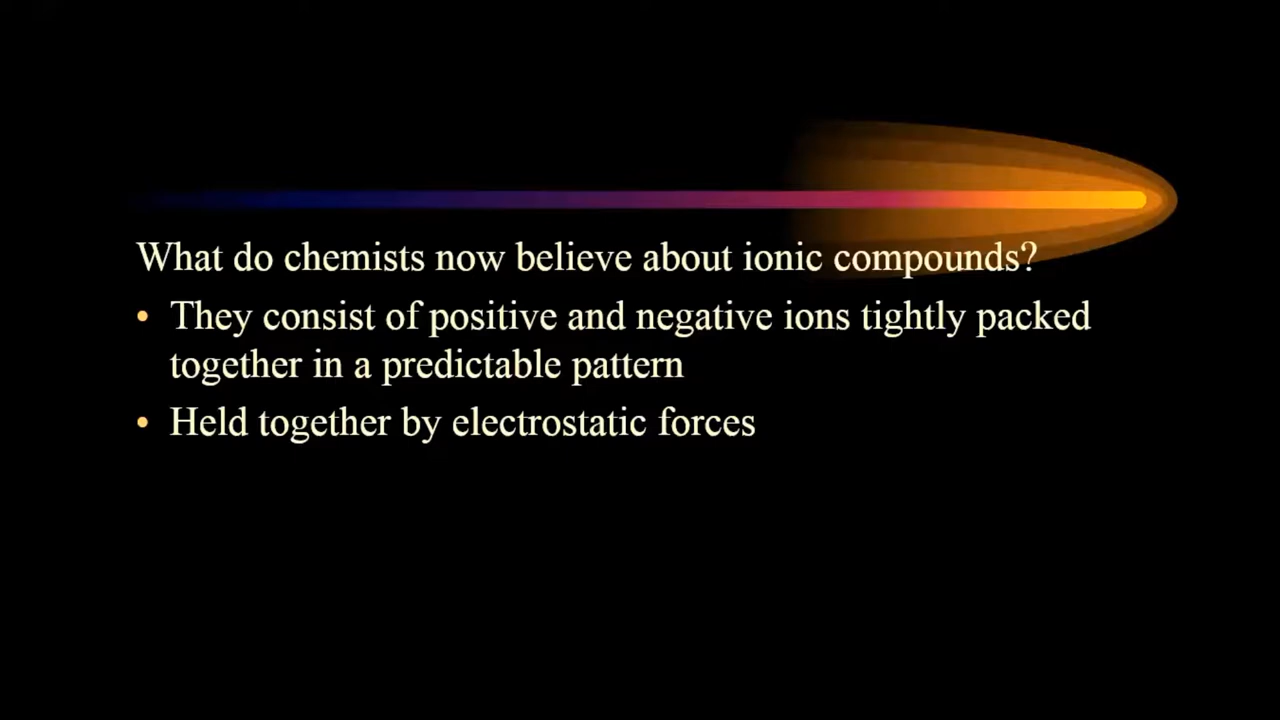 What do chemists now believe about ionic compounds?
• They consist of positive and negative ions tightly packed
together in a predictable pattern
• Held together by electrostatic forces